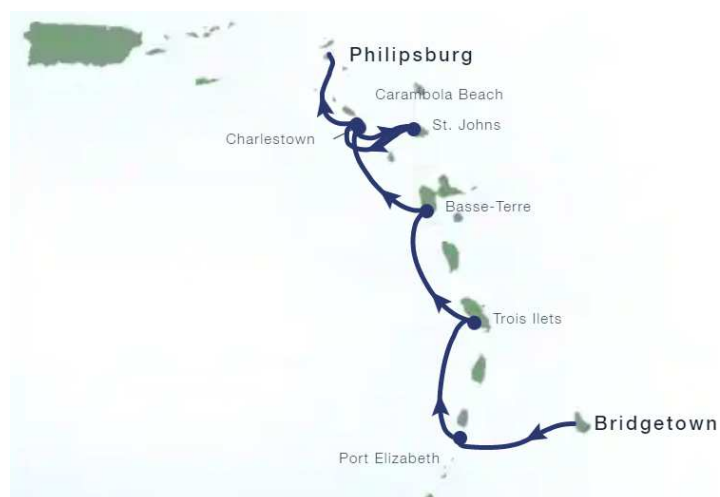 Philipsburg
Carambola Beach
St. Johns
Charlestown
Basse-Terre
Trois Ilets
Bridgetown
Port Elizabeth